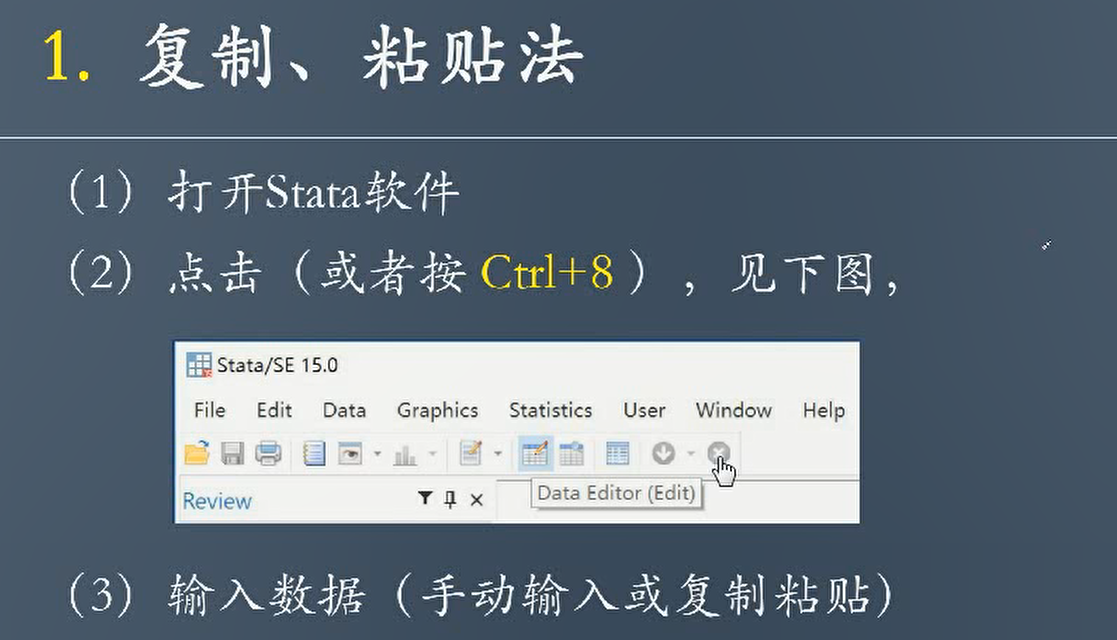 1. 复制、粘贴法
（1）打开Stata软件
（2）点击（或者按 Ctrl+8 ），见下图，
Stata/SE 15.0
File Edit Data Graphics Statistics User Window Help
Review
Data Editor (Edit)
（3）输入数据（手动输入或复制粘贴）